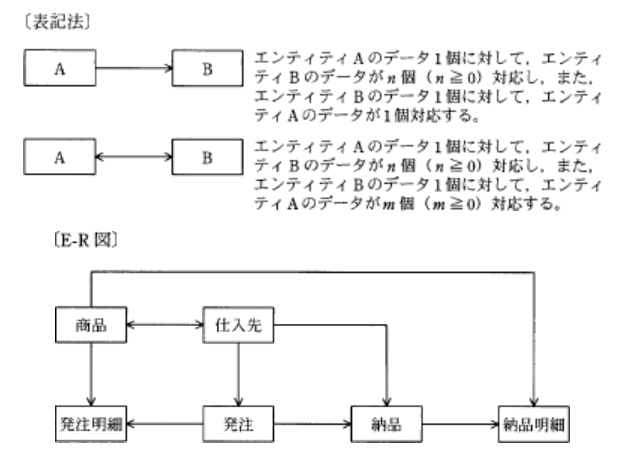 〔表記法〕
A
B
エンティティAのデータ1個に対して，エンティ
ティBのデータがn個（n≧0）対応し，また，
エンティティBのデータ1個に対して，エンティ
ティAのデータが1個対応する。
A
B
エンティティAのデータ1個に対して，エンティ
ティBのデータがn個（n≧0）対応し，また，
エンティティBのデータ1個に対して，エンティ
ティAのデータがm個（m≧0）対応する。
〔E-R 図〕
商品
仕入先
発注明細
発注
納品
納品明細